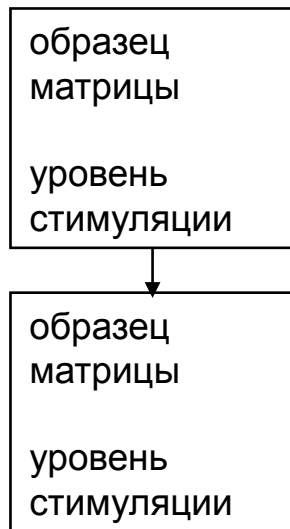 образец
матрицы
уровень
стимуляции
образец
матрицы
уровень
стимуляции